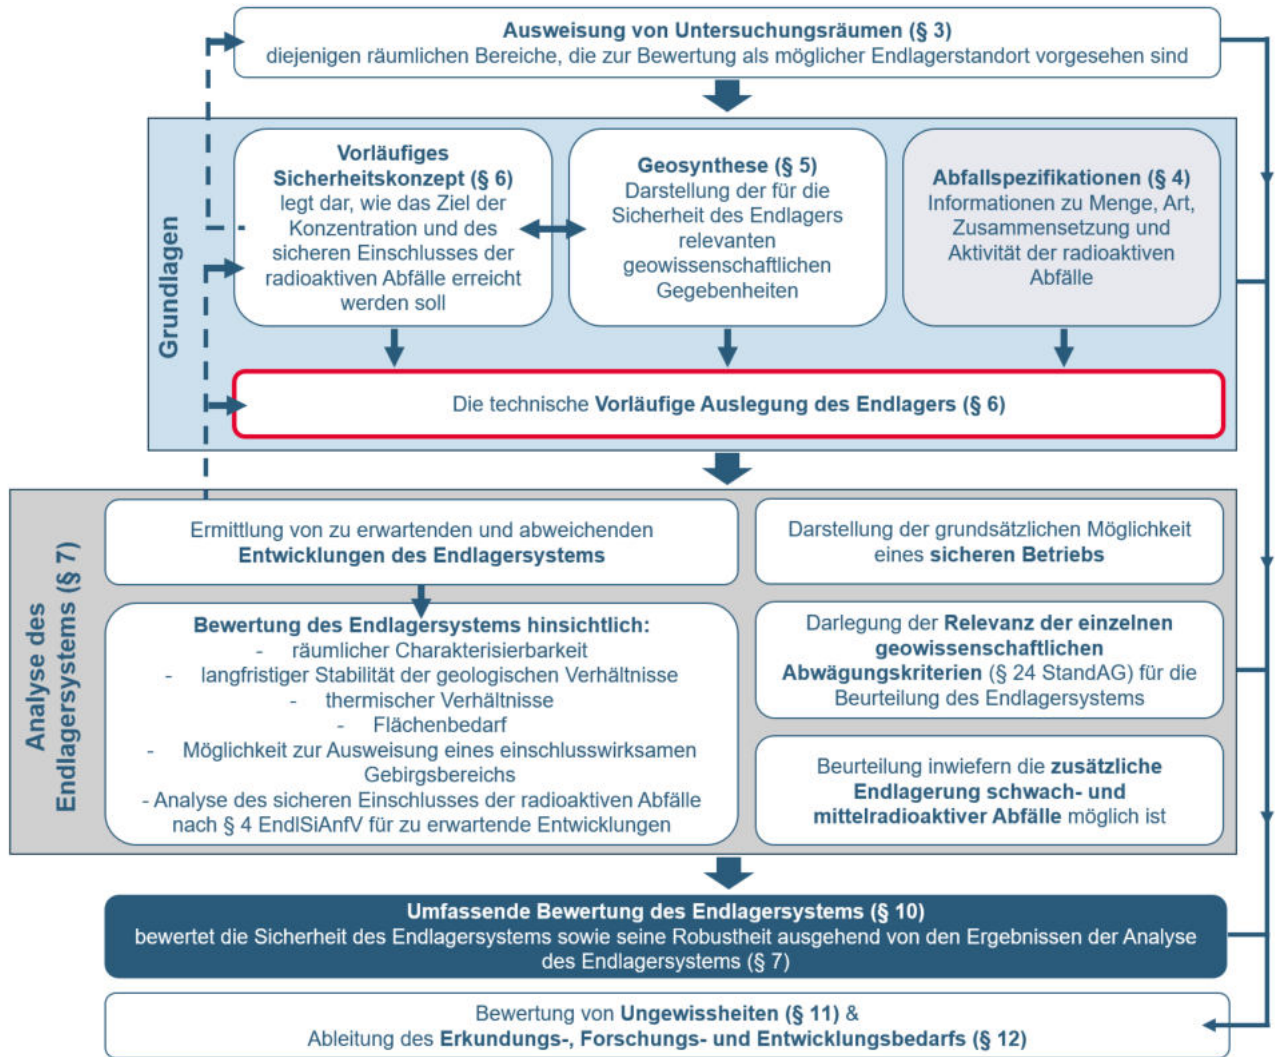 Ausweisung von Untersuchungsräumen (§ 3)
diejenigen räumlichen Bereiche, die zur Bewertung als möglicher Endlagerstandort vorgesehen sind
Grundlagen
Vorläufiges
Sicherheitskonzept (§ 6)
legt dar, wie das Ziel der
Konzentration und des
sicheren Einschlusses der
radioaktiven Abfälle erreicht
werden soll
Geosynthese (§ 5)
Darstellung der für die
Sicherheit des Endlagers
relevanten
geowissenschaftlichen
Gegebenheiten
Abfallspezifikationen (§ 4)
Informationen zu Menge, Art,
Zusammensetzung und
Aktivität der radioaktiven
Abfälle
Die technische Vorläufige Auslegung des Endlagers (§ 6)
Analyse des
Endlagersystems (§ 7)
Ermittlung von zu erwartenden und abweichenden
Entwicklungen des Endlagersystems
Bewertung des Endlagersystems hinsichtlich:
- räumlicher Charakterisierbarkeit
- langfristiger Stabilität der geologischen Verhältnisse
- thermischer Verhältnisse
- Flächenbedarf
- Möglichkeit zur Ausweisung eines einschlusswirksamen
Gebirgsbereichs
- Analyse des sicheren Einschlusses der radioaktiven Abfälle
nach § 4 EndlSiAnfV für zu erwartende Entwicklungen
Darstellung der grundsätzlichen Möglichkeit
eines sicheren Betriebs
Darlegung der Relevanz der einzelnen
geowissenschaftlichen
Abwägungskriterien (§ 24 StandAG) für die
Beurteilung des Endlagersystems
Beurteilung inwiefern die zusätzliche
Endlagerung schwach- und
mittelradioaktiver Abfälle möglich ist
Umfassende Bewertung des Endlagersystems (§ 10)
bewertet die Sicherheit des Endlagersystems sowie seine Robustheit ausgehend von den Ergebnissen der Analyse
des Endlagersystems (§ 7)
Bewertung von Ungewissheiten (§ 11) &
Ableitung des Erkundungs-, Forschungs- und Entwicklungsbedarfs (§ 12)